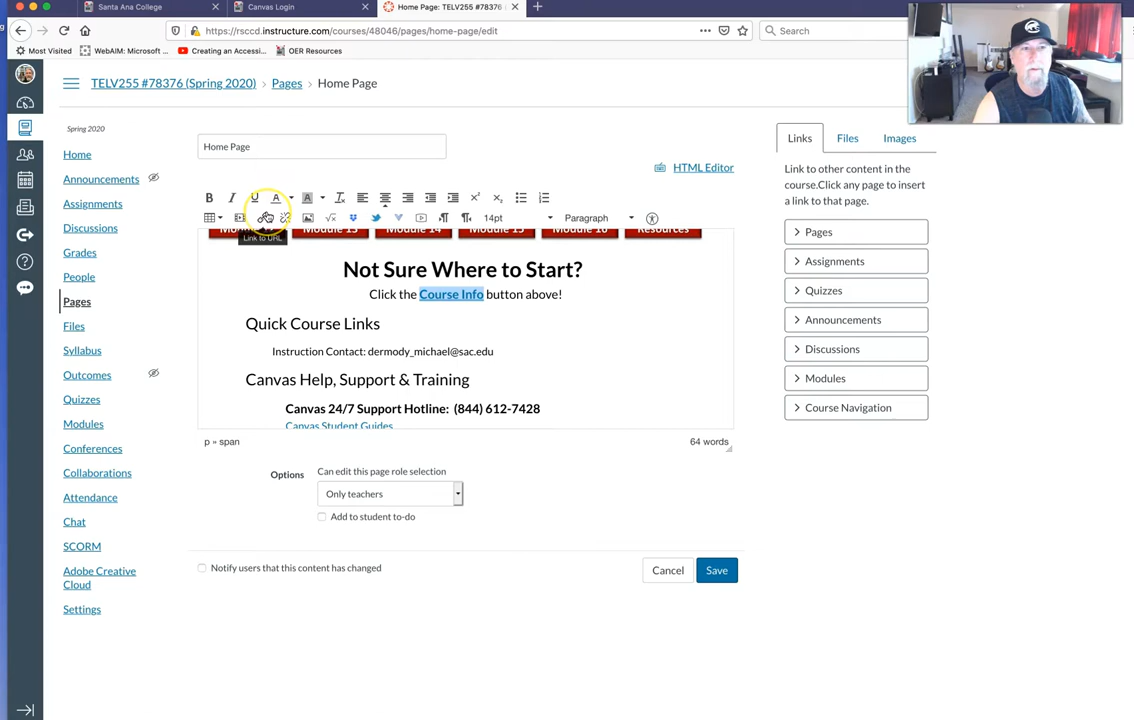 Santa Ana College
Canvas Login
Home Page: TELV255 #78376
https://rsccd.instructure.com/courses/48046/pages/home-page/edit
Search
Most Visited
WebAIM: Microsoft ...
Creating an Accessi...
OER Resources
TELV255 #78376 (Spring 2020) > Pages > Home Page
Spring 2020
Home
Announcements
Assignments
Discussions
Grades
People
Pages
Files
Syllabus
Outcomes
Quizzes
Modules
Conferences
Collaborations
Attendance
Chat
SCORM
Adobe Creative
Cloud
Settings
Home Page
HTML Editor
14pt
Paragraph
Link to URL
Module 13
Module 14
Module 15
Module 16
Resources
Not Sure Where to Start?
Click the Course Info button above!
Quick Course Links
Instruction Contact: dermody_michael@sac.edu
Canvas Help, Support & Training
Canvas 24/7 Support Hotline: (844) 612-7428
Canvas Student Guides
p » span
64 words
Options
Can edit this page role selection
Only teachers
Add to student to-do
Notify users that this content has changed
Cancel
Save
Links
Files
Images
Link to other content in the
course.Click any page to insert
a link to that page.
Pages
Assignments
Quizzes
Announcements
Discussions
Modules
Course Navigation